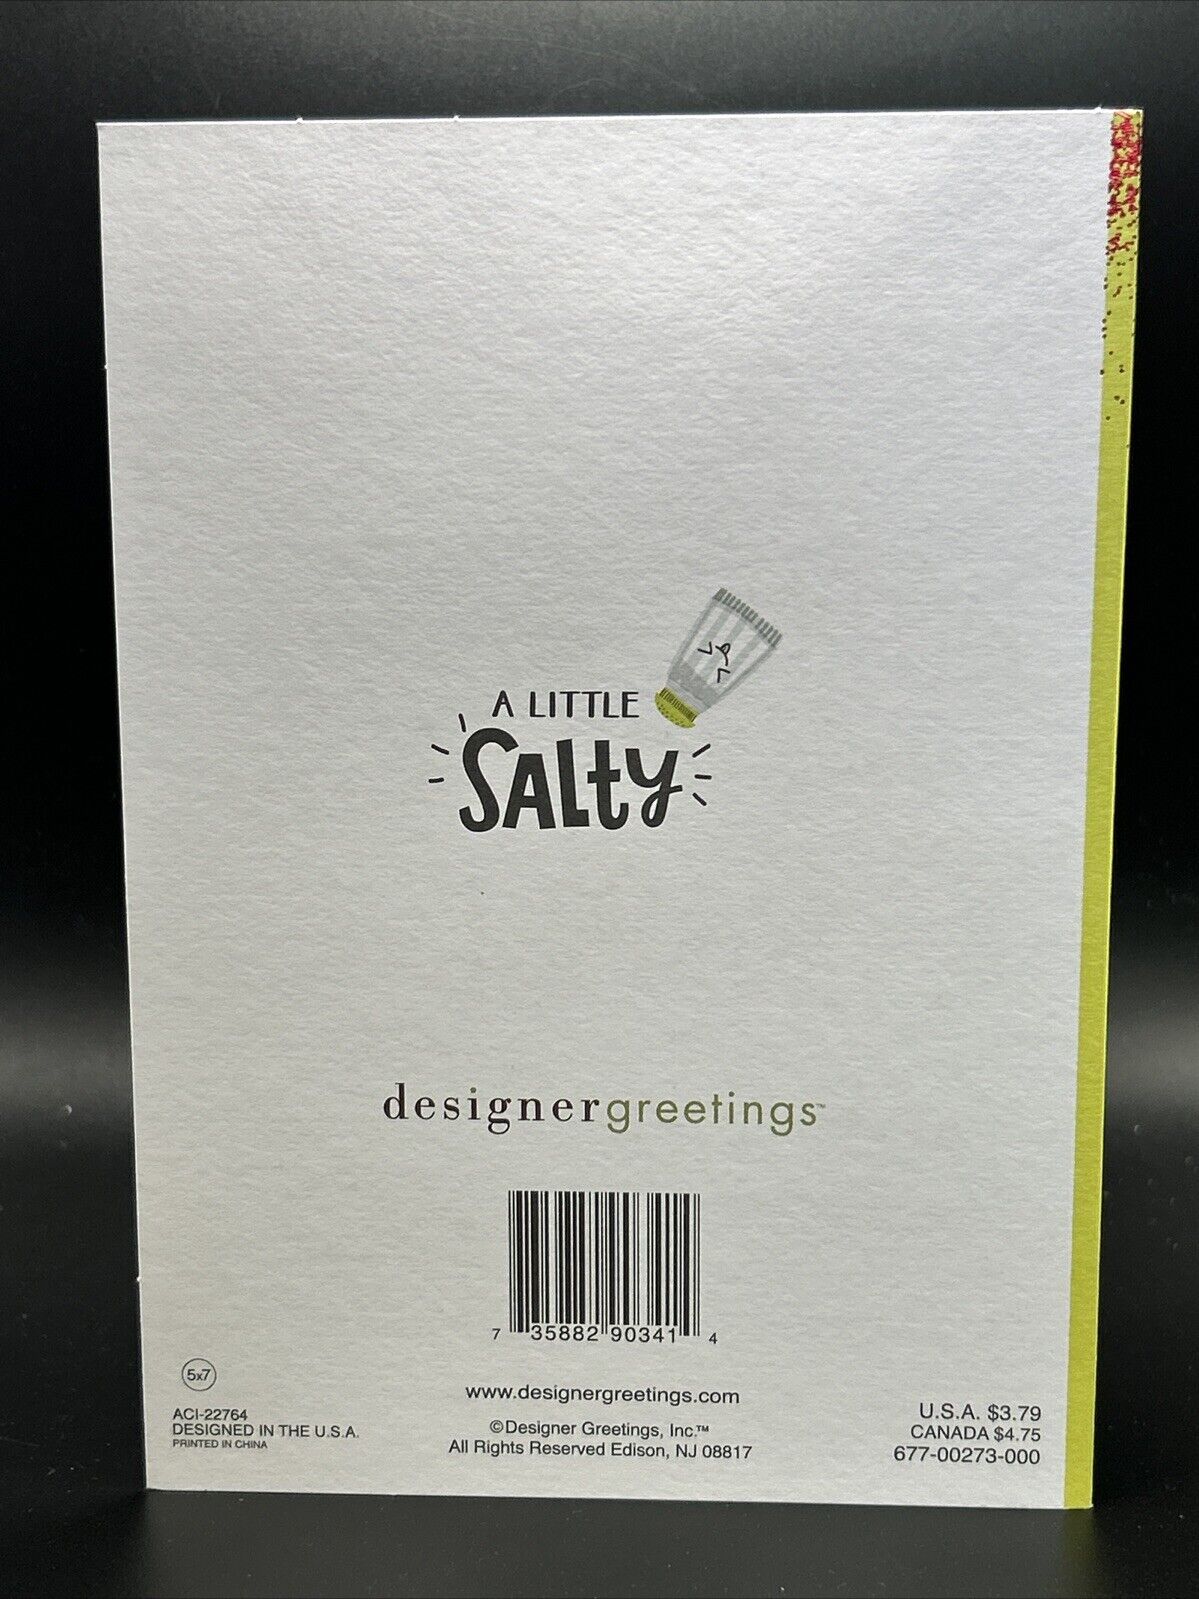 A LITTLE
SALty
designergreetings™
7 35882 90341 4
5x7
ACI-22764
DESIGNED IN THE U.S.A.
PRINTED IN CHINA
www.designergreetings.com
©Designer Greetings, Inc.™
All Rights Reserved Edison, NJ 08817
U.S.A. $3.79
CANADA $4.75
677-00273-000